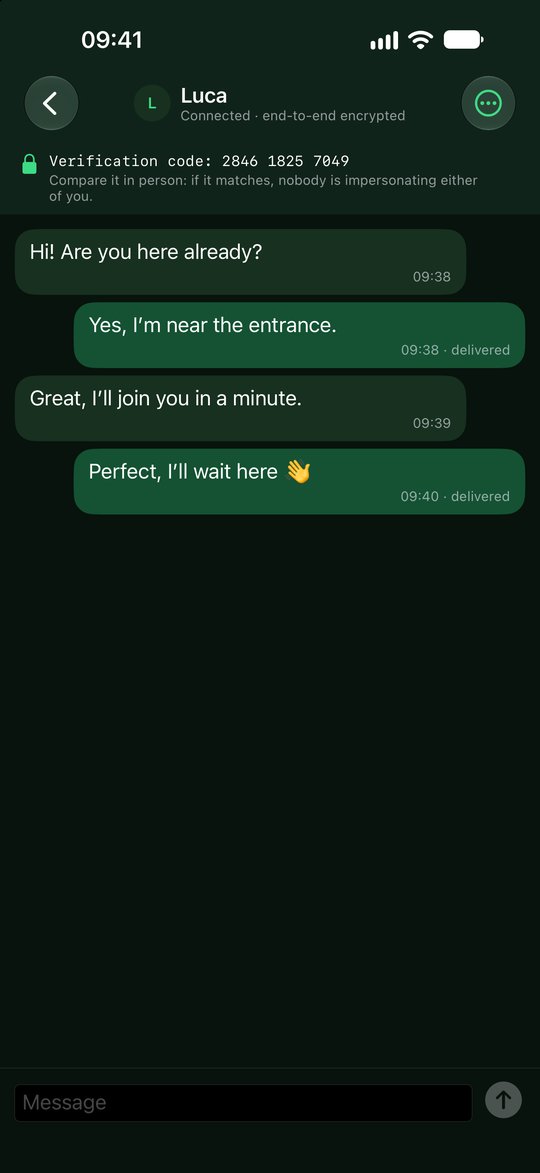 09:41
L
Luca
Connected · end-to-end encrypted
Verification code: 2846 1825 7049
Compare it in person: if it matches, nobody is impersonating either
of you.
Hi! Are you here already?
09:38
Yes, I’m near the entrance.
09:38 · delivered
Great, I’ll join you in a minute.
09:39
Perfect, I’ll wait here 👋
09:40 · delivered
Message